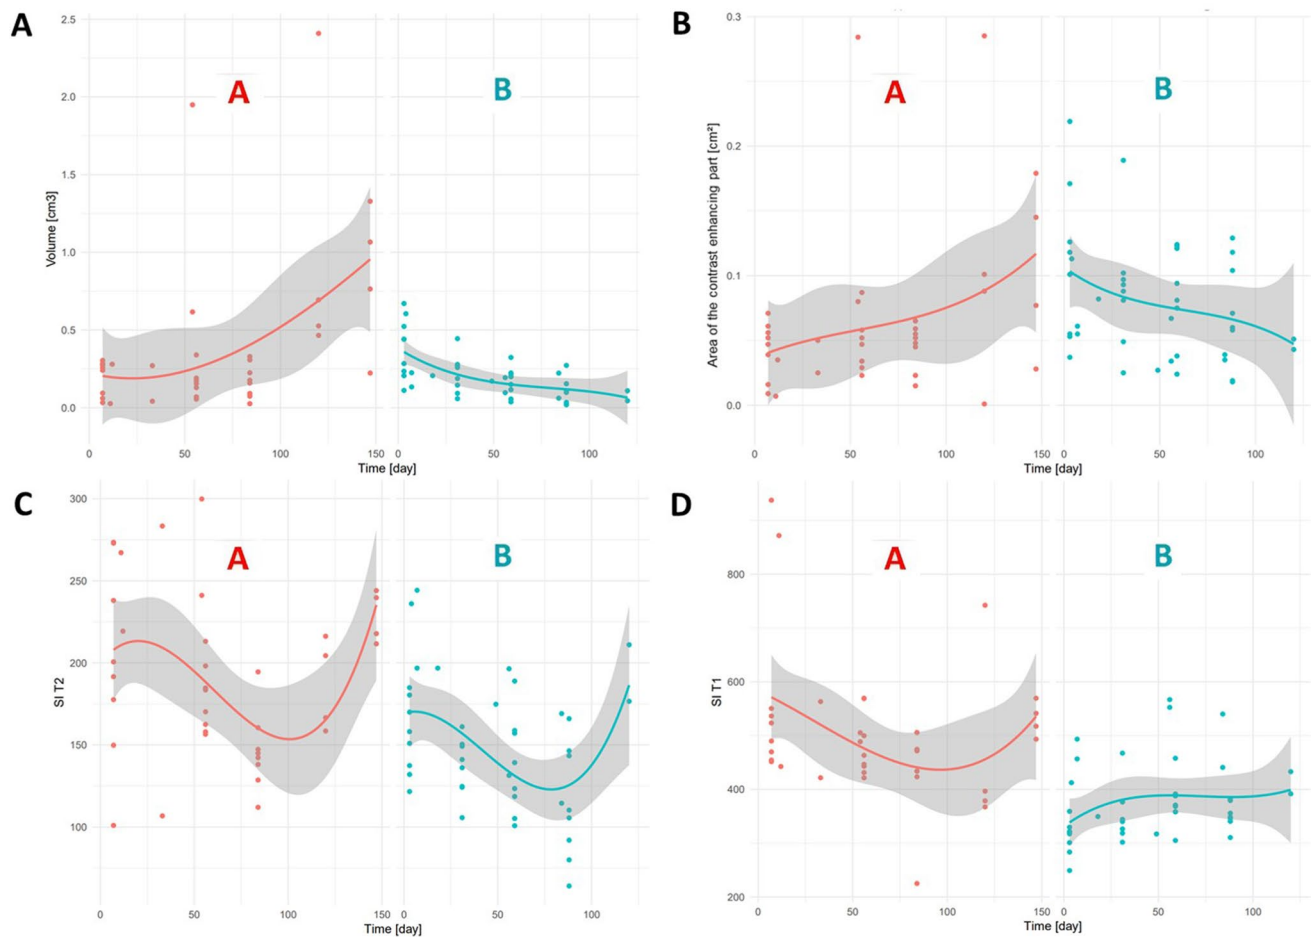 A
B
2.5
2.0
1.5
1.0
0.5
0.0
Volume [cm3]
A
B
0
50
100
150
0
50
100
Time [day]
0.3
0.2
0.1
0.0
Area of the contrast enhancing part [cm²]
A
B
0
50
100
150
0
50
100
Time [day]
C
D
300
250
200
150
100
SI T2
A
B
0
50
100
150
0
50
100
Time [day]
800
600
400
200
SI T1
A
B
0
50
100
150
0
50
100
Time [day]